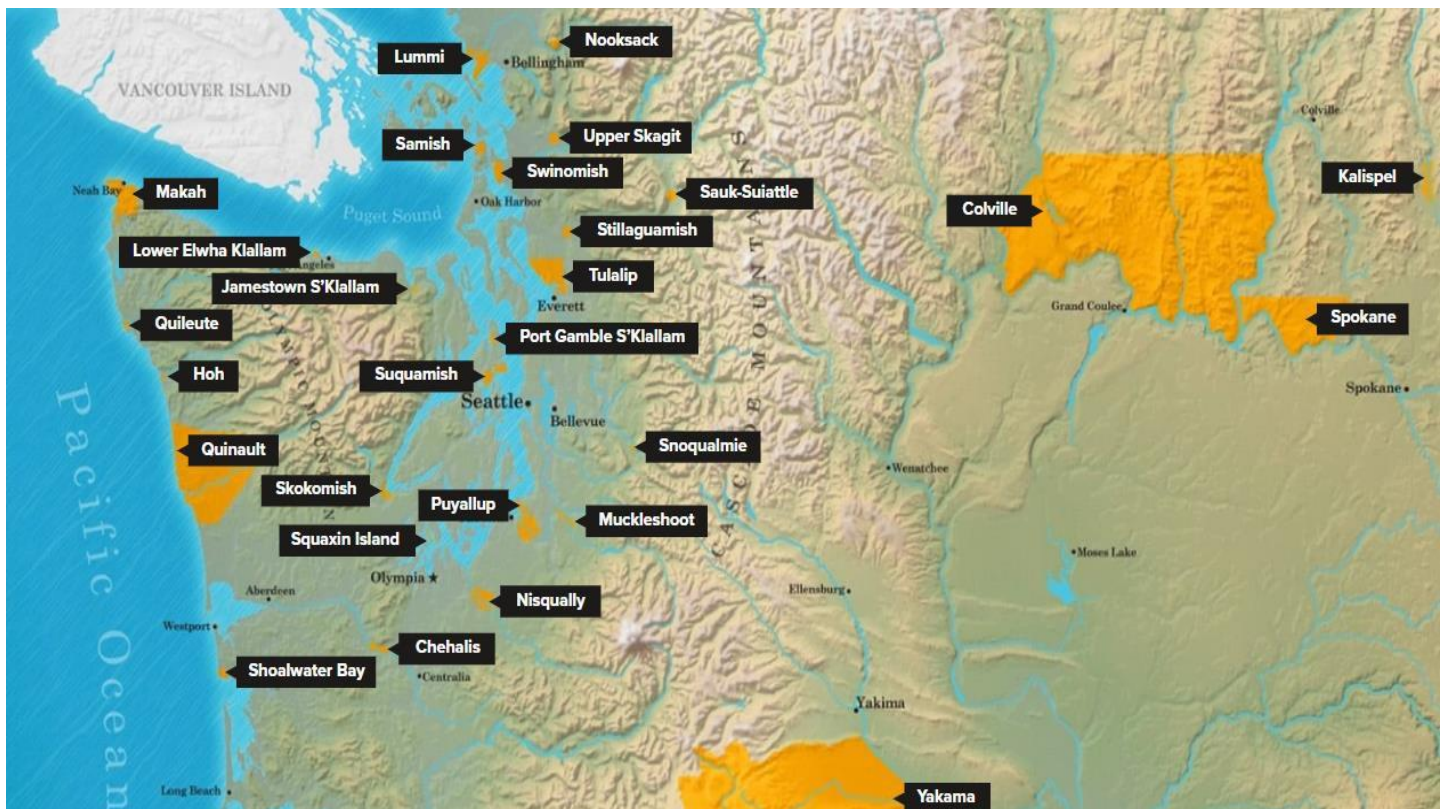 Nooksack
Lummi
Bellingham
VANCOUVER ISLAND
Colville
Samish
Upper Skagit
Swinomish
Kalispel
Neah Bay
Makah
Sauk-Suiattle
Oak Harbor
Colville
Puget Sound
Stillaguamish
Lower Elwha Klallam
Angeles
Tulalip
Jamestown S'Klallam
Everett
Grand Coulee
Spokane
Quileute
Port Gamble S'Klallam
Hoh
Suquamish
Spokane
Seattle
Bellevue
Pacific Ocean
CASCADE MOUNTAINS
Quinault
Snoqualmie
Wenatchee
Skokomish
Puyallup
Muckleshoot
Squaxin Island
Moses Lake
Olympia
Aberdeen
Ellensburg
Nisqually
Westport
Chehalis
Shoalwater Bay
Centralia
Yakima
Long Beach
Yakama